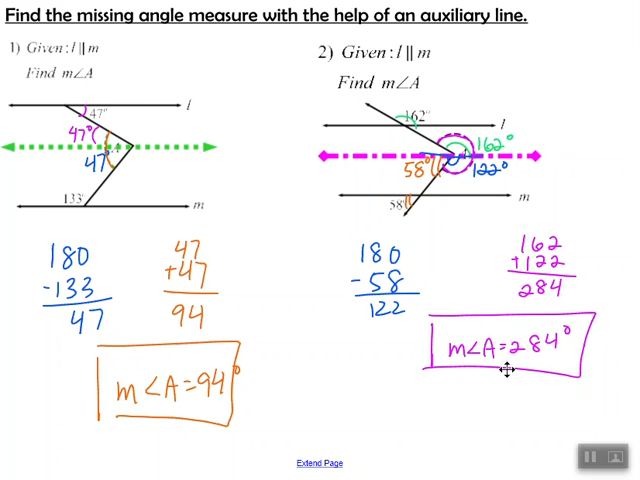 Find the missing angle measure with the help of an auxiliary line.
1) Given : l || m
Find m∠A
47°
l
47°
A
47°
133°
m
180
-133
47
47
+47
94
m∠A=94°
2) Given : l || m
Find m∠A
162°
l
162°
58°
122°
58°
m
180
-58
122
162
+122
284
m∠A=284°
Extend Page